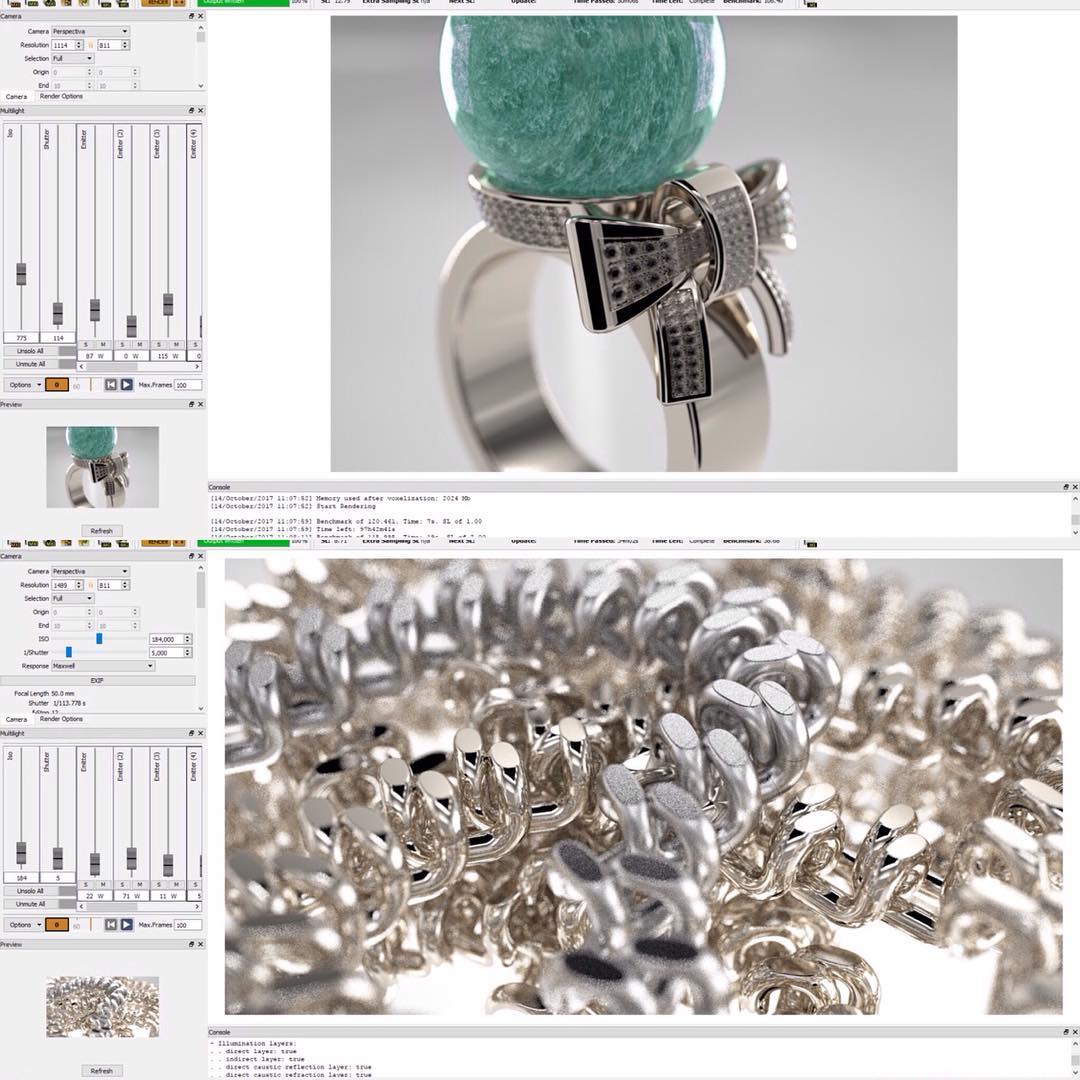 RENDER
Output Written 100% SL: 12.79 Extra Sampling SL n/a Next SL: Update: Time Passed: 50m06s Time Left: Complete Benchmark: 106.40
Camera
Camera Perspectiva
Resolution 1114 811
Selection Full
Origin 0 0
End 10 10
Camera Render Options
Multilight
Iso Shutter Emitter Emitter (2) Emitter (3) Emitter (4)
S M S M S M S
775 114
Unsolo All
87 W 0 W 115 W 0
Unmute All
Options 0 60 Max.Frames 100
Preview
Refresh
Console
[14/October/2017 11:07:52] Memory used after voxelization: 2024 Mb
[14/October/2017 11:07:52] Start Rendering
[14/October/2017 11:07:59] Benchmark of 120.461. Time: 7s. SL of 1.00
[14/October/2017 11:07:59] Time left: 97h42m41s
RENDER
Output Written 100% SL: 8.71 Extra Sampling SL n/a Next SL: Update: Time Passed: Time Left: Complete Benchmark:
Camera
Camera Perspectiva
Resolution 1489 811
Selection Full
Origin 0 0
End 10 10
ISO 184,000
1/Shutter 5,000
Response Maxwell
EXIF
Focal Length 50.0 mm
Shutter 1/113.778 s
Camera Render Options
Multilight
Iso Shutter Emitter Emitter (2) Emitter (3) Emitter (4)
S M S M S M S
184 5
Unsolo All
22 W 71 W 11 W 5
Unmute All
Options 0 60 Max.Frames 100
Preview
Refresh
Console
- Illumination layers:
. . direct layer: true
. . indirect layer: true
. . direct caustic reflection layer: true
. . direct caustic refraction layer: true